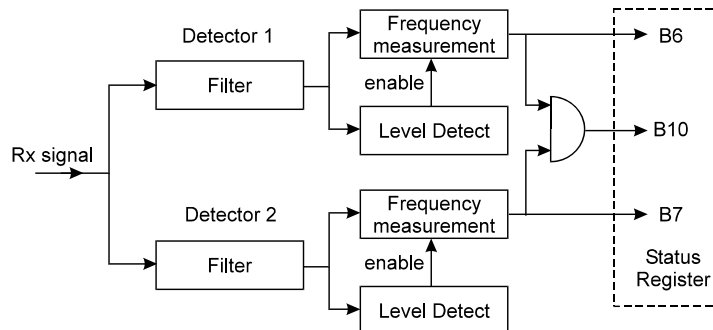 Detector 1
Frequency
measurement
B6
Filter
enable
Level Detect
B10
Rx signal
Detector 2
Frequency
measurement
B7
Filter
enable
Level Detect
Status
Register